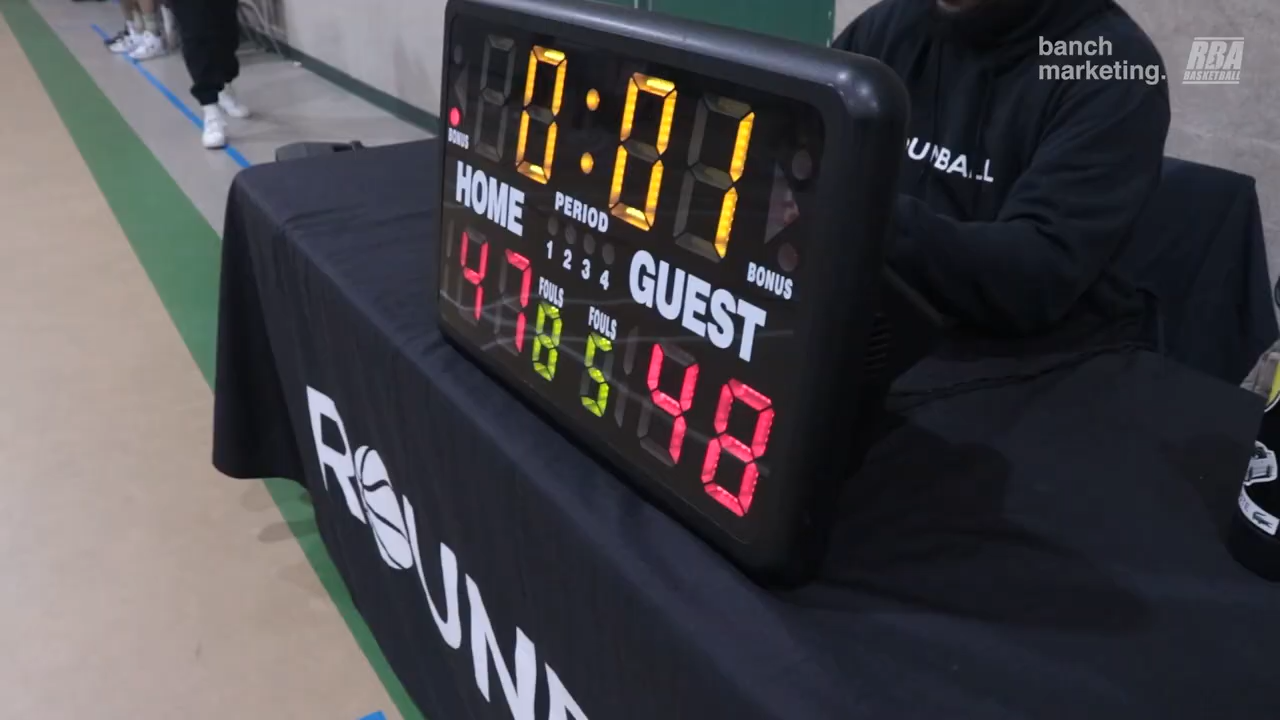 banch
marketing.
RBA
BASKETBALL
0:01
BONUS
HOME
PERIOD
1 2 3 4
GUEST
BONUS
47
FOULS
8
FOULS
5
48
UNBALL
ROUND